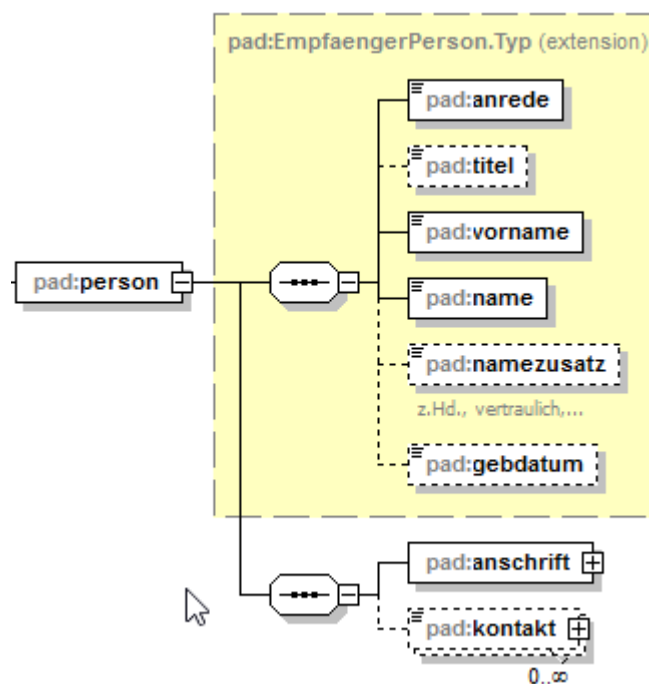 pad:EmpfaengerPerson.Typ (extension)
pad:anrede
pad:titel
pad:vorname
pad:person
pad:name
pad:namezusatz
z.Hd., vertraulich,...
pad:gebdatum
pad:anschrift
pad:kontakt
0..∞